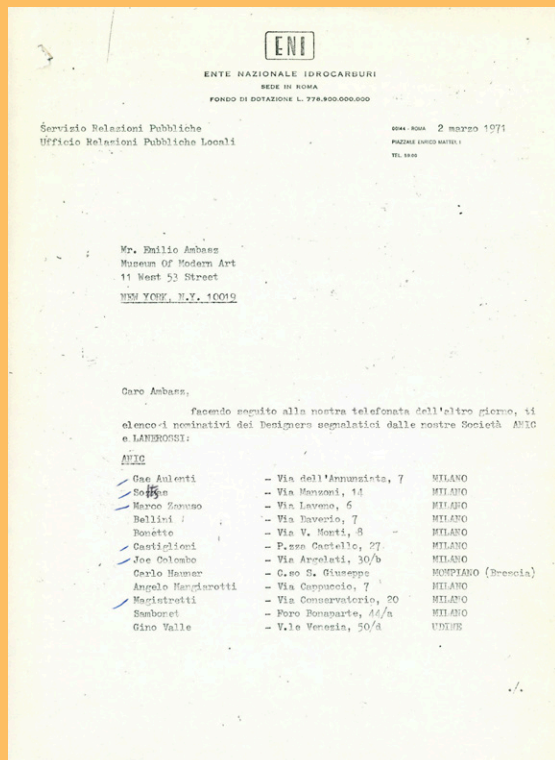 ENI
ENTE NAZIONALE IDROCARBURI
SEDE IN ROMA
FONDO DI DOTAZIONE L. 778.900.000.000
Servizio Relazioni Pubbliche
Ufficio Relazioni Pubbliche Locali
ROMA 2 marzo 1971
PIAZZALE ENRICO MATTEI, 1
TEL.
Mr. Emilio Ambasz
Museum Of Modern Art
11 West 53 Street
NEW YORK, N.Y. 10019
Caro Ambasz,
facendo seguito alla nostra telefonata dell'altro giorno, ti
elenco i nominativi dei Designers segnalatici dalle nostre Società ANIC
e LANEROSSI:
ANIC
Gae Aulenti – Via dell'Annunziata, 7 MILANO
– Via Manzoni, 14 MILANO
Marco Zanuso – Via Laveno, 6 MILANO
Bellini – Via Daverio, 7 MILANO
Bonetto – Via V. Monti, 8 MILANO
Castiglioni – P.zza Castello, 27 MILANO
Joe Colombo – Via Argelati, 30/b MILANO
Carlo Hauner – C.so S. Giuseppe MOMPIANO (Brescia)
Angelo Mangiarotti – Via Cappuccio, 7 MILANO
Magistretti – Via Conservatorio, 20 MILANO
Sambonet – Foro Bonaparte, 44/a MILANO
Gino Valle – V.le Venezia, 50/d UDINE
./.